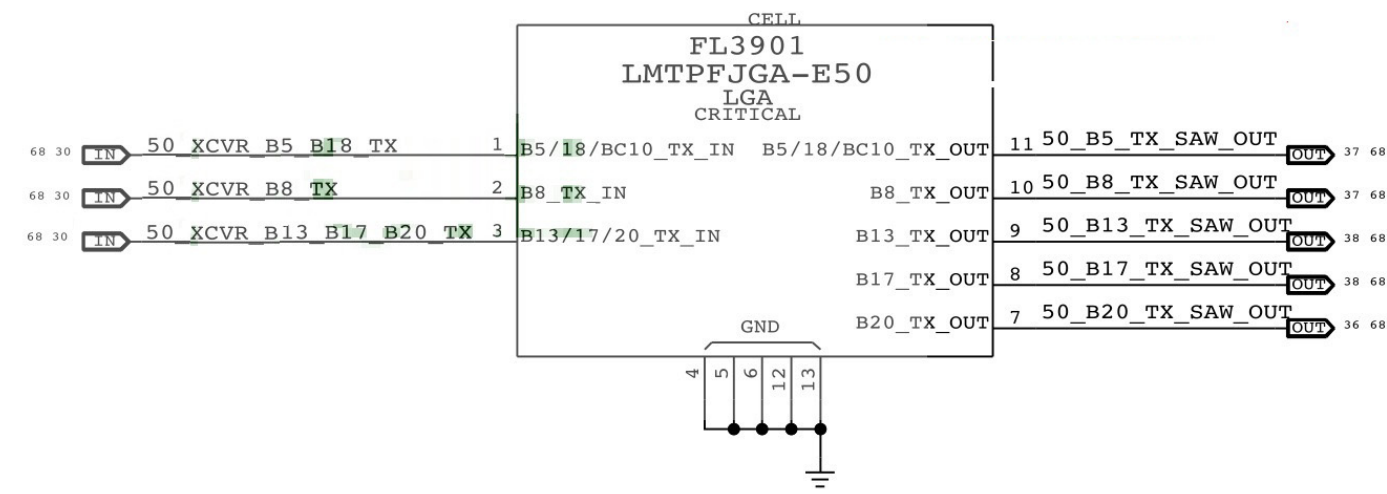 CELL
FL3901
LMTPFJGA-E50
LGA
CRITICAL
68 30 IN 50_XCVR_B5_B18_TX 1 B5/18/BC10_TX_IN B5/18/BC10_TX_OUT 11 50_B5_TX_SAW_OUT OUT 37 68
68 30 IN 50_XCVR_B8_TX 2 B8_TX_IN B8_TX_OUT 10 50_B8_TX_SAW_OUT OUT 37 68
68 30 IN 50_XCVR_B13_B17_B20_TX 3 B13/17/20_TX_IN B13_TX_OUT 9 50_B13_TX_SAW_OUT OUT 38 68
B17_TX_OUT 8 50_B17_TX_SAW_OUT OUT 38 68
B20_TX_OUT 7 50_B20_TX_SAW_OUT OUT 36 68
GND
4 5 6 12 13